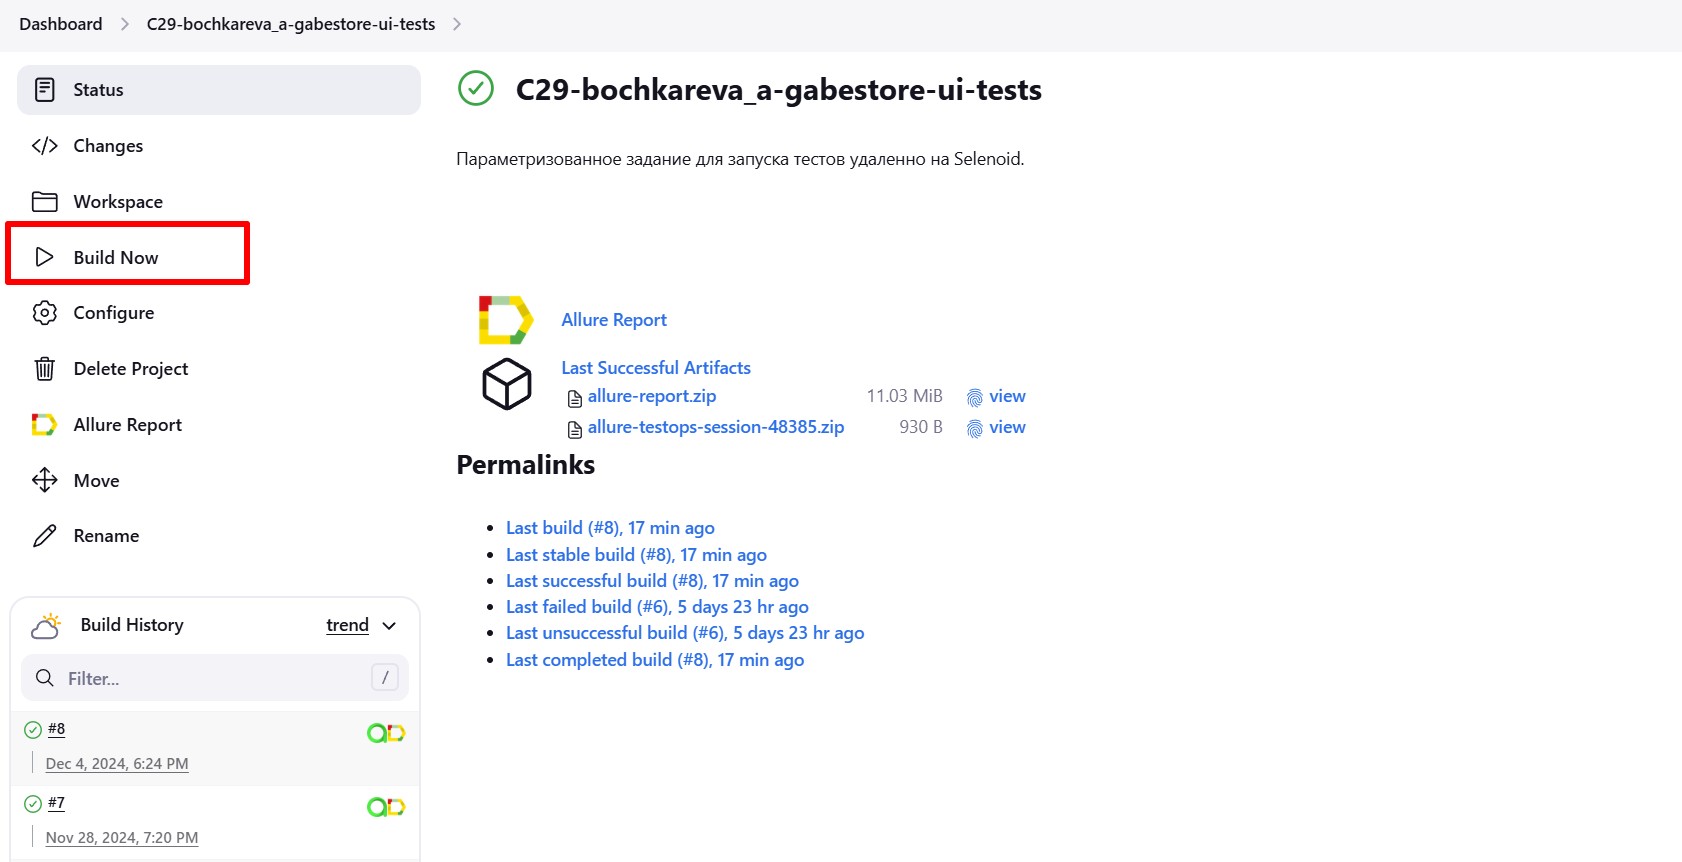 Dashboard > C29-bochkareva_a-gabestore-ui-tests >
Status
Changes
Workspace
Build Now
Configure
Delete Project
Allure Report
Move
Rename
Build History trend
Filter... /
#8
Dec 4, 2024, 6:24 PM
#7
Nov 28, 2024, 7:20 PM
C29-bochkareva_a-gabestore-ui-tests
Параметризованное задание для запуска тестов удаленно на Selenoid.
Allure Report
Last Successful Artifacts
allure-report.zip 11.03 MiB view
allure-testops-session-48385.zip 930 B view
Permalinks
• Last build (#8), 17 min ago
• Last stable build (#8), 17 min ago
• Last successful build (#8), 17 min ago
• Last failed build (#6), 5 days 23 hr ago
• Last unsuccessful build (#6), 5 days 23 hr ago
• Last completed build (#8), 17 min ago